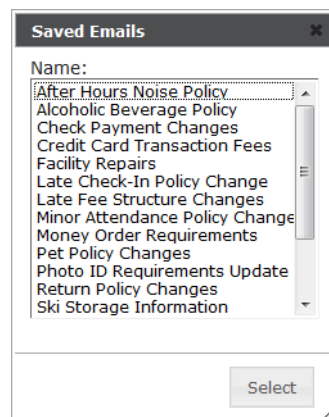 Saved Emails
Name:
After Hours Noise Policy
Alcoholic Beverage Policy
Check Payment Changes
Credit Card Transaction Fees
Facility Repairs
Late Check-In Policy Change
Late Fee Structure Changes
Minor Attendance Policy Change
Money Order Requirements
Pet Policy Changes
Photo ID Requirements Update
Return Policy Changes
Ski Storage Information
Select